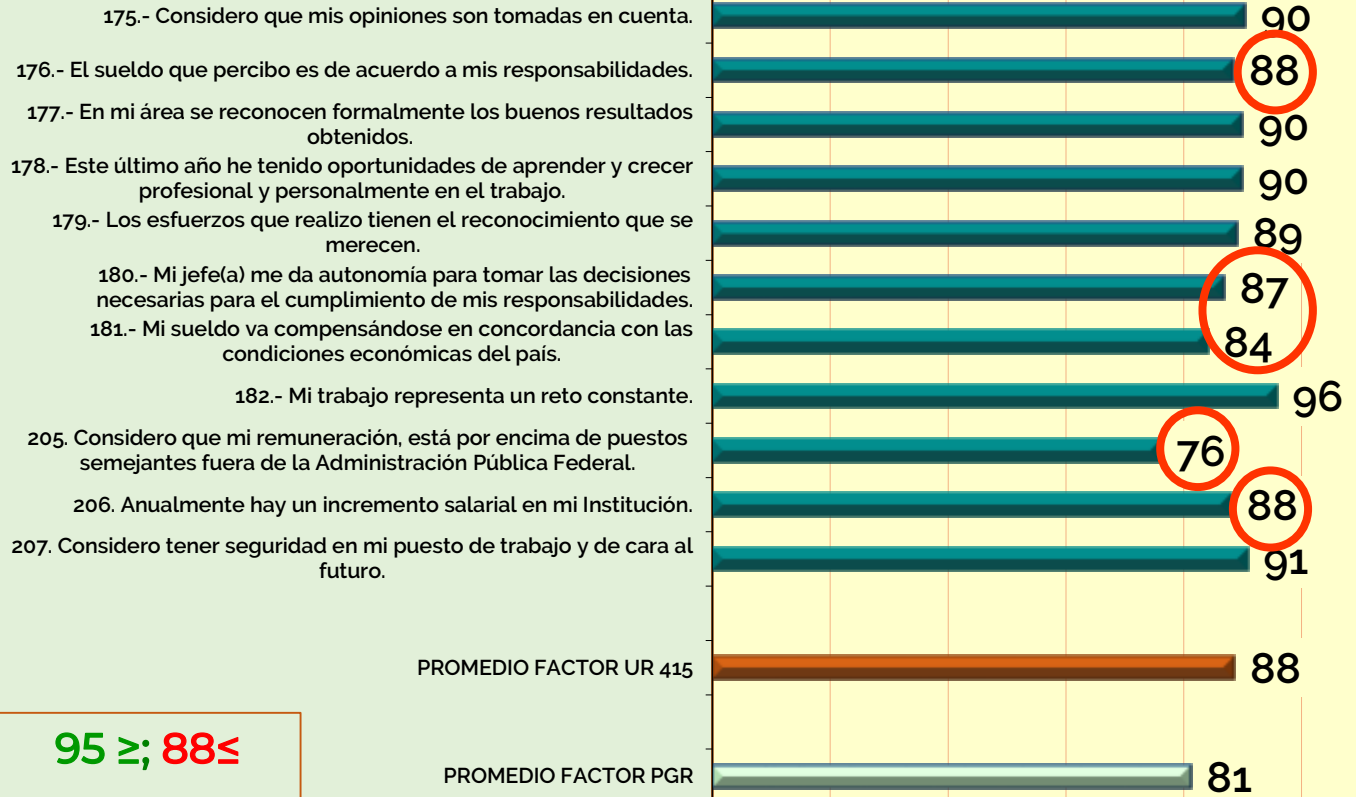 175.- Considero que mis opiniones son tomadas en cuenta.
90
176.- El sueldo que percibo es de acuerdo a mis responsabilidades.
88
177.- En mi área se reconocen formalmente los buenos resultados
obtenidos.
90
178.- Este último año he tenido oportunidades de aprender y crecer
profesional y personalmente en el trabajo.
90
179.- Los esfuerzos que realizo tienen el reconocimiento que se
merecen.
89
180.- Mi jefe(a) me da autonomía para tomar las decisiones
necesarias para el cumplimiento de mis responsabilidades.
87
181.- Mi sueldo va compensándose en concordancia con las
condiciones económicas del país.
84
182.- Mi trabajo representa un reto constante.
96
205. Considero que mi remuneración, está por encima de puestos
semejantes fuera de la Administración Pública Federal.
76
206. Anualmente hay un incremento salarial en mi Institución.
88
207. Considero tener seguridad en mi puesto de trabajo y de cara al
futuro.
91
PROMEDIO FACTOR UR 415
88
95 ≥; 88≤
PROMEDIO FACTOR PGR
81